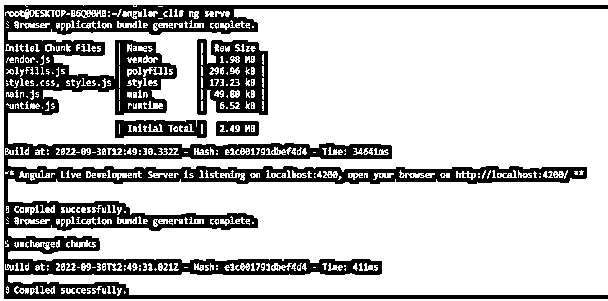 root@DESKTOP-B6Q00MB:~/angular_cli# ng serve
Browser application bundle generation complete.
Initial Chunk Files | Names | Raw Size
vendor.js | vendor | 1.98 MB |
polyfills.js | polyfills | 296.96 kB |
styles.css, styles.js | styles | 173.23 kB |
main.js | main | 49.80 kB |
runtime.js | runtime | 6.52 kB |
| Initial Total | 2.49 MB
Build at: 2022-09-30T12:49:30.332Z - Hash: e1c001791dbef4d4 - Time: 34641ms
** Angular Live Development Server is listening on localhost:4200, open your browser on http://localhost:4200/ **
Compiled successfully.
Browser application bundle generation complete.
5 unchanged chunks
Build at: 2022-09-30T12:49:31.021Z - Hash: e1c001791dbef4d4 - Time: 411ms
Compiled successfully.